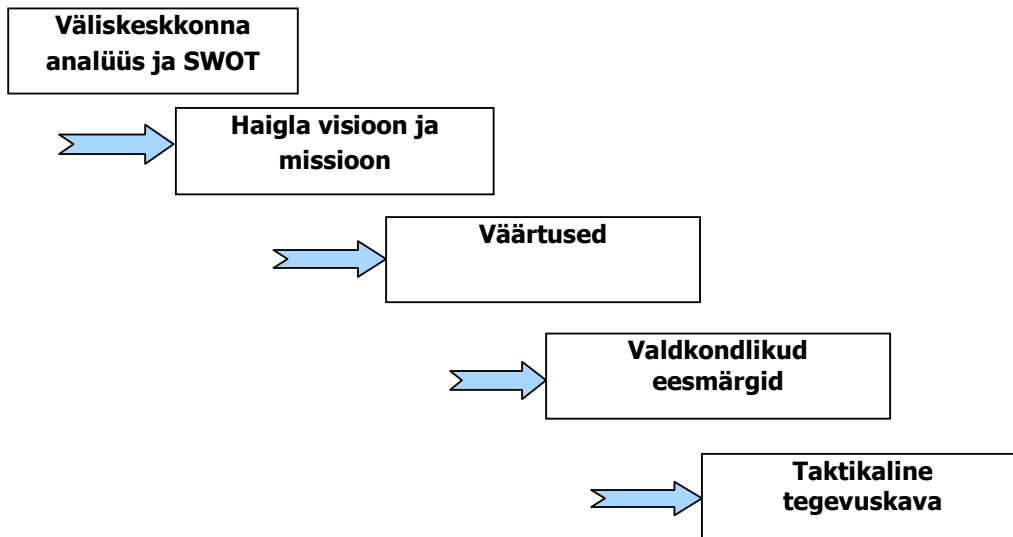 Väliskeskkonna
analüüs ja SWOT
Haigla visioon ja
missioon
Väärtused
Valdkondlikud
eesmärgid
Taktikaline
tegevuskava